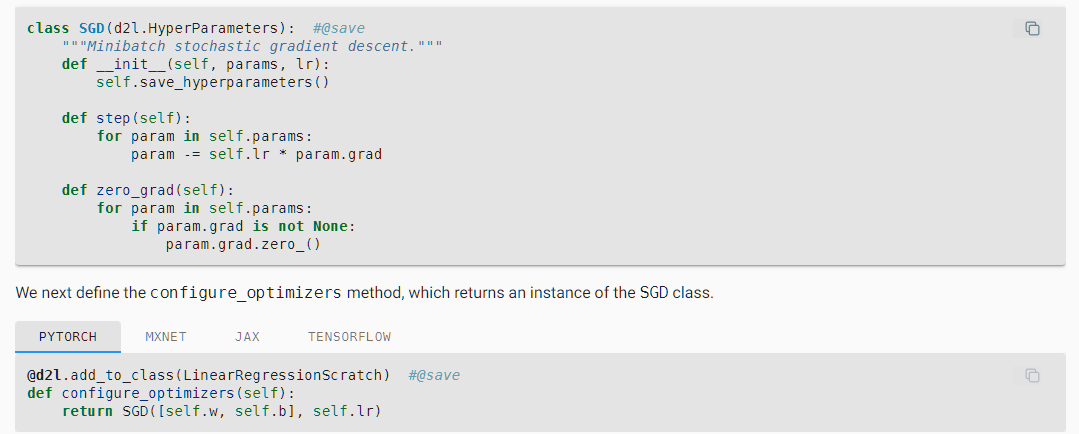 class SGD(d2l.HyperParameters):  #@save
    """Minibatch stochastic gradient descent."""
    def __init__(self, params, lr):
        self.save_hyperparameters()

    def step(self):
        for param in self.params:
            param -= self.lr * param.grad

    def zero_grad(self):
        for param in self.params:
            if param.grad is not None:
                param.grad.zero_()
We next define the configure_optimizers method, which returns an instance of the SGD class.
PYTORCH MXNET JAX TENSORFLOW
@d2l.add_to_class(LinearRegressionScratch)  #@save
def configure_optimizers(self):
    return SGD([self.w, self.b], self.lr)